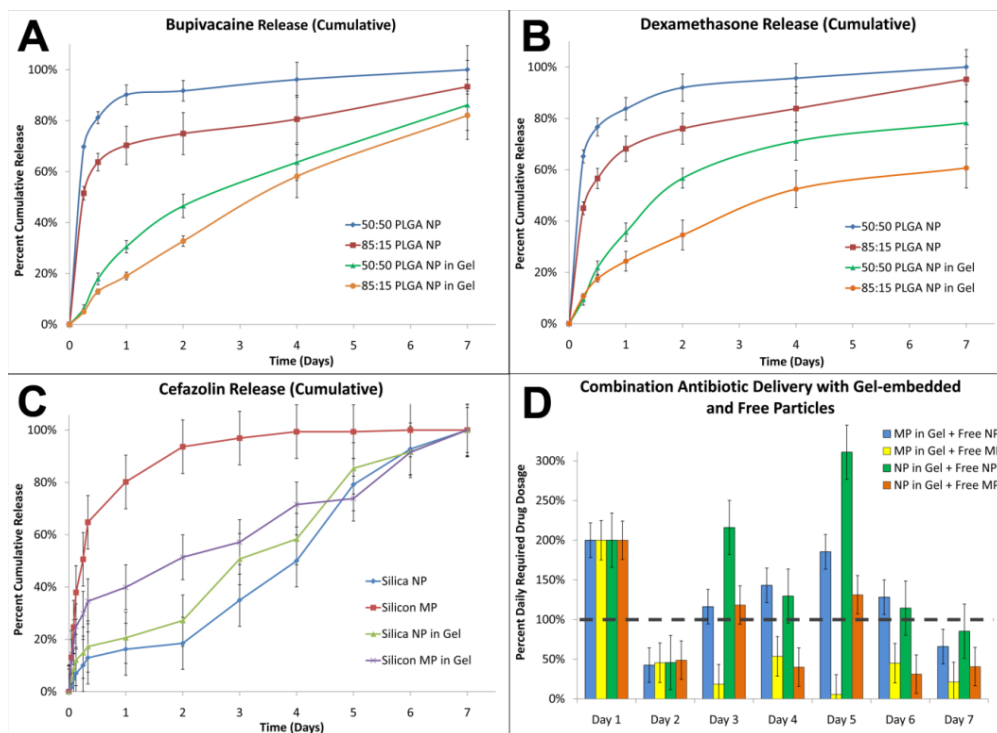 A
Bupivacaine Release (Cumulative)
Percent Cumulative Release
100%
80%
60%
40%
20%
0%
50:50 PLGA NP
85:15 PLGA NP
50:50 PLGA NP in Gel
85:15 PLGA NP in Gel
0 1 2 3 4 5 6 7
Time (Days)
B
Dexamethasone Release (Cumulative)
Percent Cumulative Release
100%
80%
60%
40%
20%
0%
50:50 PLGA NP
85:15 PLGA NP
50:50 PLGA NP in Gel
85:15 PLGA NP in Gel
0 1 2 3 4 5 6 7
Time (Days)
C
Cefazolin Release (Cumulative)
Percent Cumulative Release
100%
80%
60%
40%
20%
0%
Silica NP
Silicon MP
Silica NP in Gel
Silicon MP in Gel
0 1 2 3 4 5 6 7
Time (Days)
D
Combination Antibiotic Delivery with Gel-embedded
and Free Particles
MP in Gel + Free NP
MP in Gel + Free MP
NP in Gel + Free NP
NP in Gel + Free MP
Percent Daily Required Drug Dosage
300%
250%
200%
150%
100%
50%
0%
Day 1 Day 2 Day 3 Day 4 Day 5 Day 6 Day 7